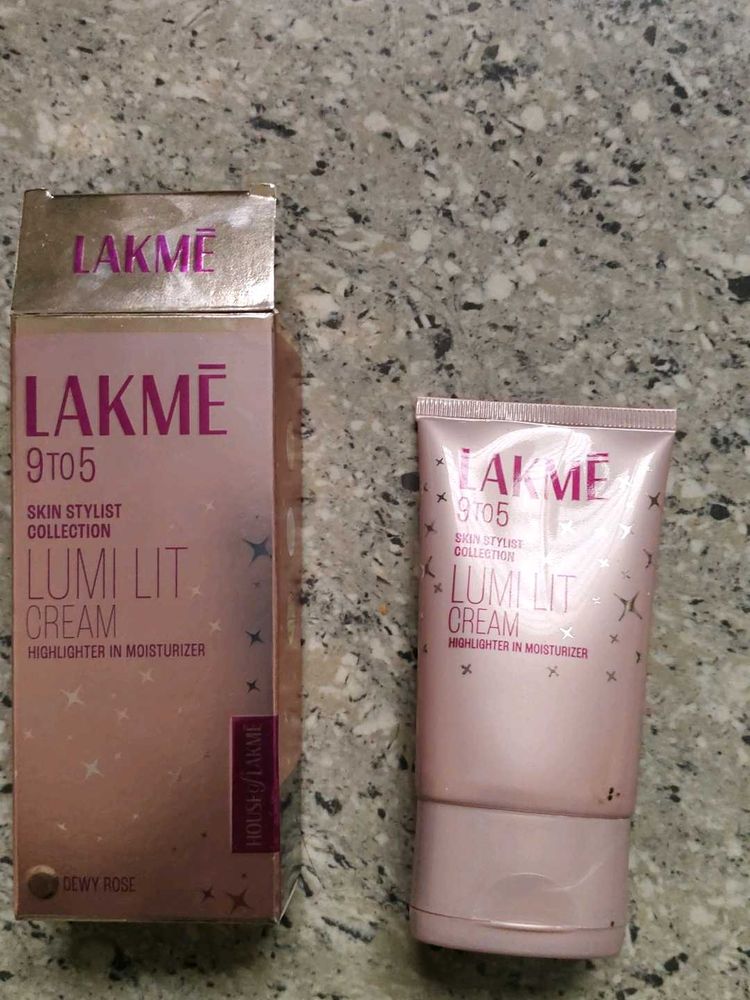 LAKMĒ
LAKMĒ
9TO5
SKIN STYLIST
COLLECTION
LUMI LIT
CREAM
HIGHLIGHTER IN MOISTURIZER
HOUSE of LAKMĒ
DEWY ROSE
LAKMĒ
9TO5
SKIN STYLIST
COLLECTION
LUMI LIT
CREAM
HIGHLIGHTER IN MOISTURIZER